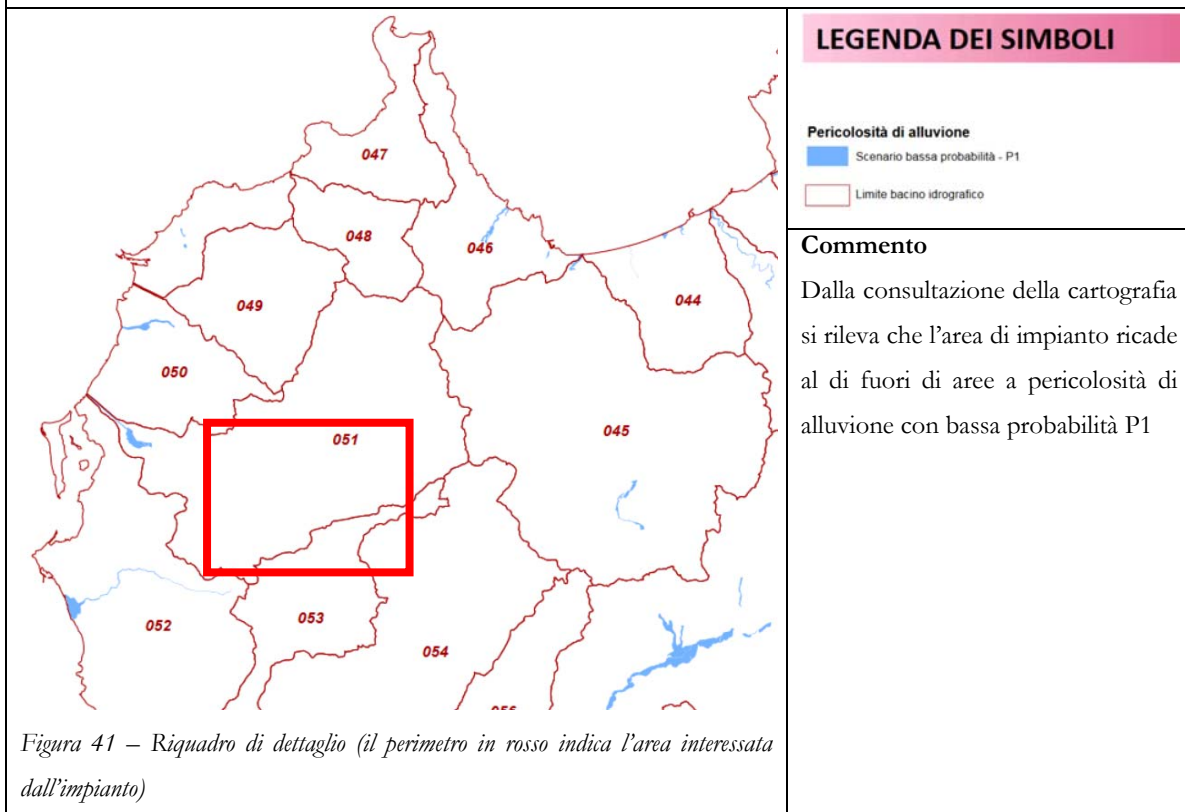 047
048
046
049
044
050
051
045
052
053
054
Figura 41 – Riquadro di dettaglio (il perimetro in rosso indica l'area interessata
dall'impianto)
LEGENDA DEI SIMBOLI
Pericolosità di alluvione
Scenario bassa probabilità - P1
Limite bacino idrografico
Commento
Dalla consultazione della cartografia
si rileva che l'area di impianto ricade
al di fuori di aree a pericolosità di
alluvione con bassa probabilità P1